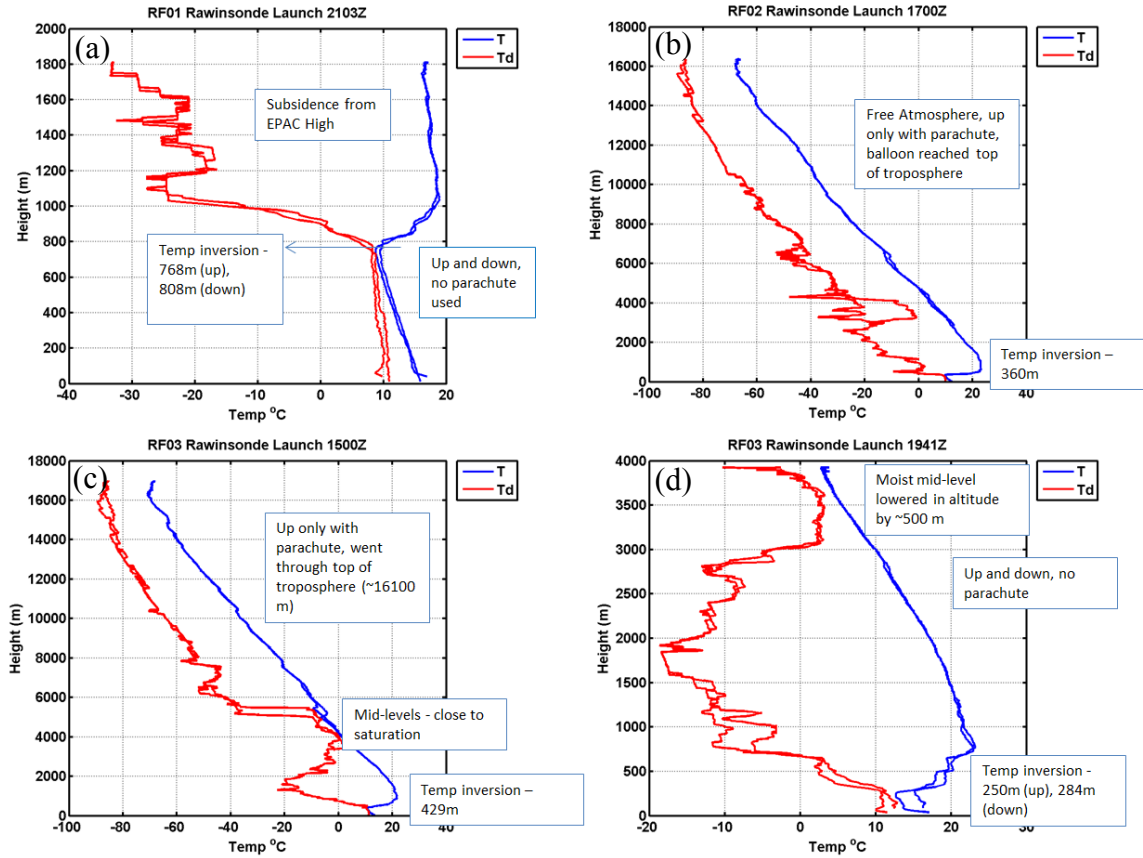 RF01 Rawinsonde Launch 2103Z
(a)
T
Td
Subsidence from
EPAC High
Temp inversion -
768m (up),
808m (down)
Up and down,
no parachute
used
2000
1800
1600
1400
1200
1000
800
600
400
200
0
-40
-30
-20
-10
0
10
20
Height (m)
Temp °C
RF02 Rawinsonde Launch 1700Z
(b)
T
Td
Free Atmosphere, up
only with parachute,
balloon reached top
of troposphere
Temp inversion –
360m
18000
16000
14000
12000
10000
8000
6000
4000
2000
0
-100
-80
-60
-40
-20
0
20
40
Height (m)
Temp °C
RF03 Rawinsonde Launch 1500Z
(c)
T
Td
Up only with
parachute, went
through top of
troposphere (~16100
m)
Mid-levels - close to
saturation
Temp inversion –
429m
18000
16000
14000
12000
10000
8000
6000
4000
2000
0
-100
-80
-60
-40
-20
0
20
40
Height (m)
Temp °C
RF03 Rawinsonde Launch 1941Z
(d)
T
Td
Moist mid-level
lowered in altitude
by ~500 m
Up and down, no
parachute
Temp inversion -
250m (up), 284m
(down)
4000
3500
3000
2500
2000
1500
1000
500
0
-20
-10
0
10
20
30
Height (m)
Temp °C